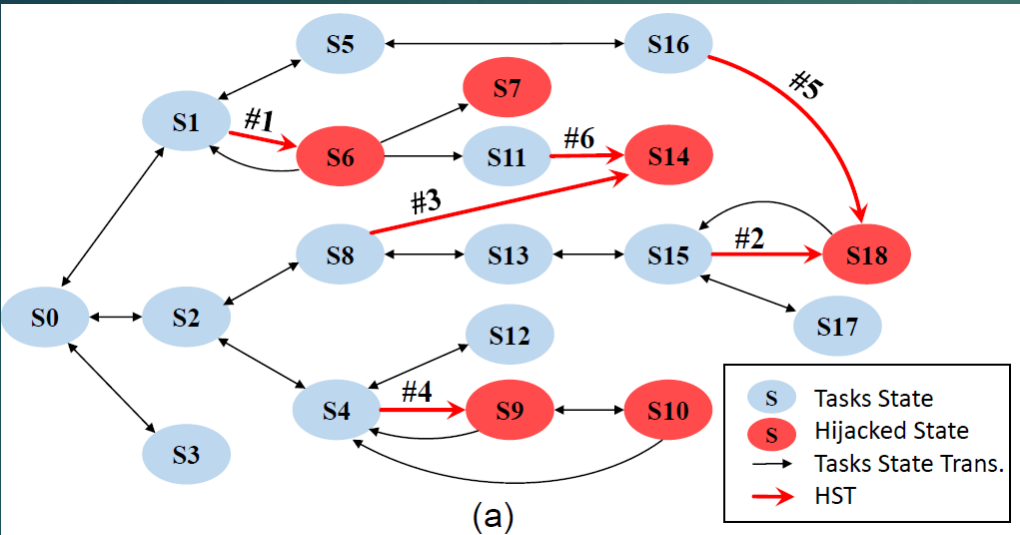 S5
S16
#5
S7
S1
#1
S6
S11
#6
S14
#3
S8
S13
S15
#2
S18
S0
S2
S17
S12
S4
#4
S9
S10
S3
S Tasks State
S Hijacked State
Tasks State Trans.
HST
(a)